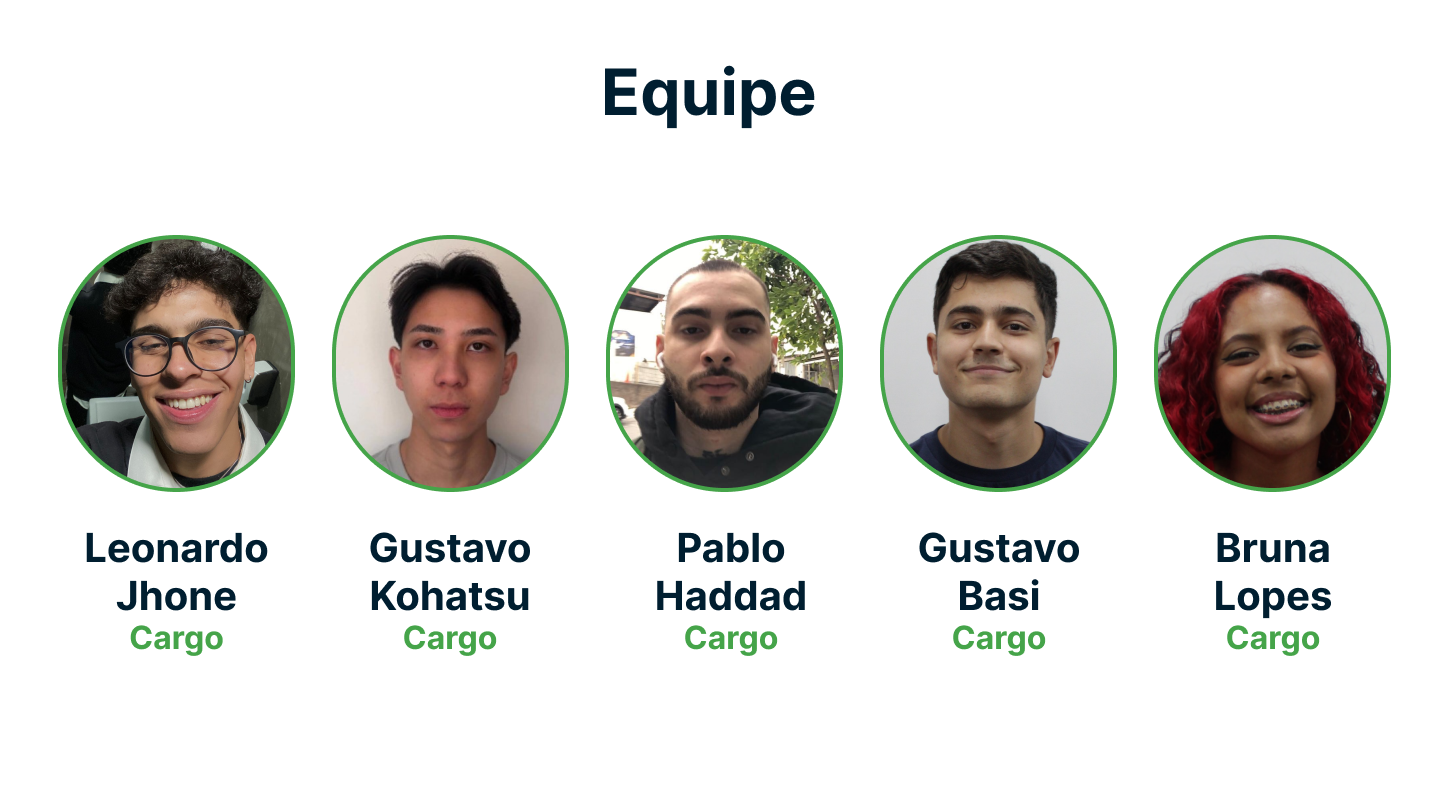 Equipe
Leonardo
Jhone
Cargo
Gustavo
Kohatsu
Cargo
Pablo
Haddad
Cargo
Gustavo
Basi
Cargo
Bruna
Lopes
Cargo